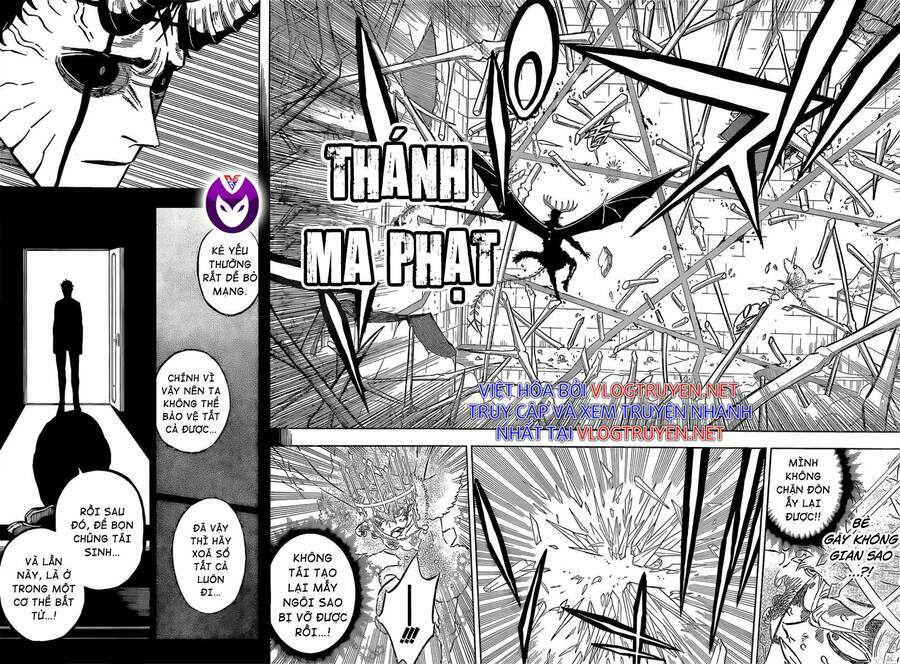 THÁNH
MA PHẠT
VIỆT HÓA BỞI VLOGTRUYEN.NET
TRUY CẬP VÀ XEM TRUYỆN NHANH
NHẤT TẠI VLOGTRUYEN.NET
MÌNH
KHÔNG
CHẶN ĐÒN
ẤY LẠI
ĐƯỢC!!
BẺ
GÃY KHÔNG
GIAN SAO
...?!
...!!!
KHÔNG
TÁI TẠO
LẠI MẤY
NGÔI SAO
BỊ VỠ ĐƯỢC
RỒI...!
KẺ YẾU
THƯỜNG
RẤT DỄ BỎ
MẠNG.
CHÍNH VÌ
VẬY NÊN TA
KHÔNG THỂ
BẢO VỆ TẤT
CẢ ĐƯỢC...
ĐÃ VẬY
THÌ HÃY
XOÁ SỔ
TẤT CẢ
LUÔN
ĐI...
RỒI SAU
ĐÓ, ĐỂ BỌN
CHÚNG TÁI
SINH...
VÀ LẦN
NÀY, LÀ Ở
TRONG MỘT
CƠ THỂ BẤT
TỬ...!